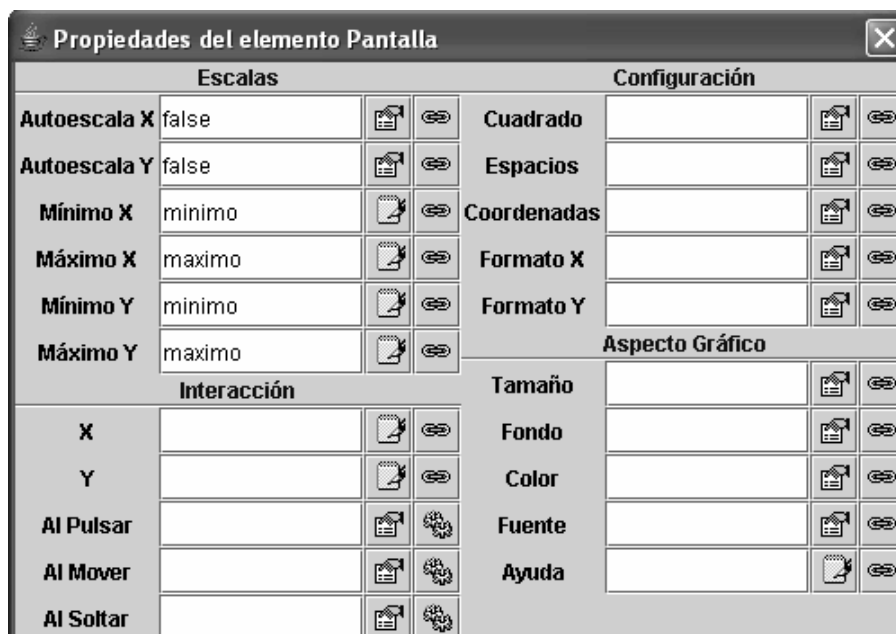 Propiedades del elemento Pantalla
Escalas
Autoescala X false
Autoescala Y false
Mínimo X minimo
Máximo X maximo
Mínimo Y minimo
Máximo Y maximo
Interacción
X
Y
Al Pulsar
Al Mover
Al Soltar
Configuración
Cuadrado
Espacios
Coordenadas
Formato X
Formato Y
Aspecto Gráfico
Tamaño
Fondo
Color
Fuente
Ayuda